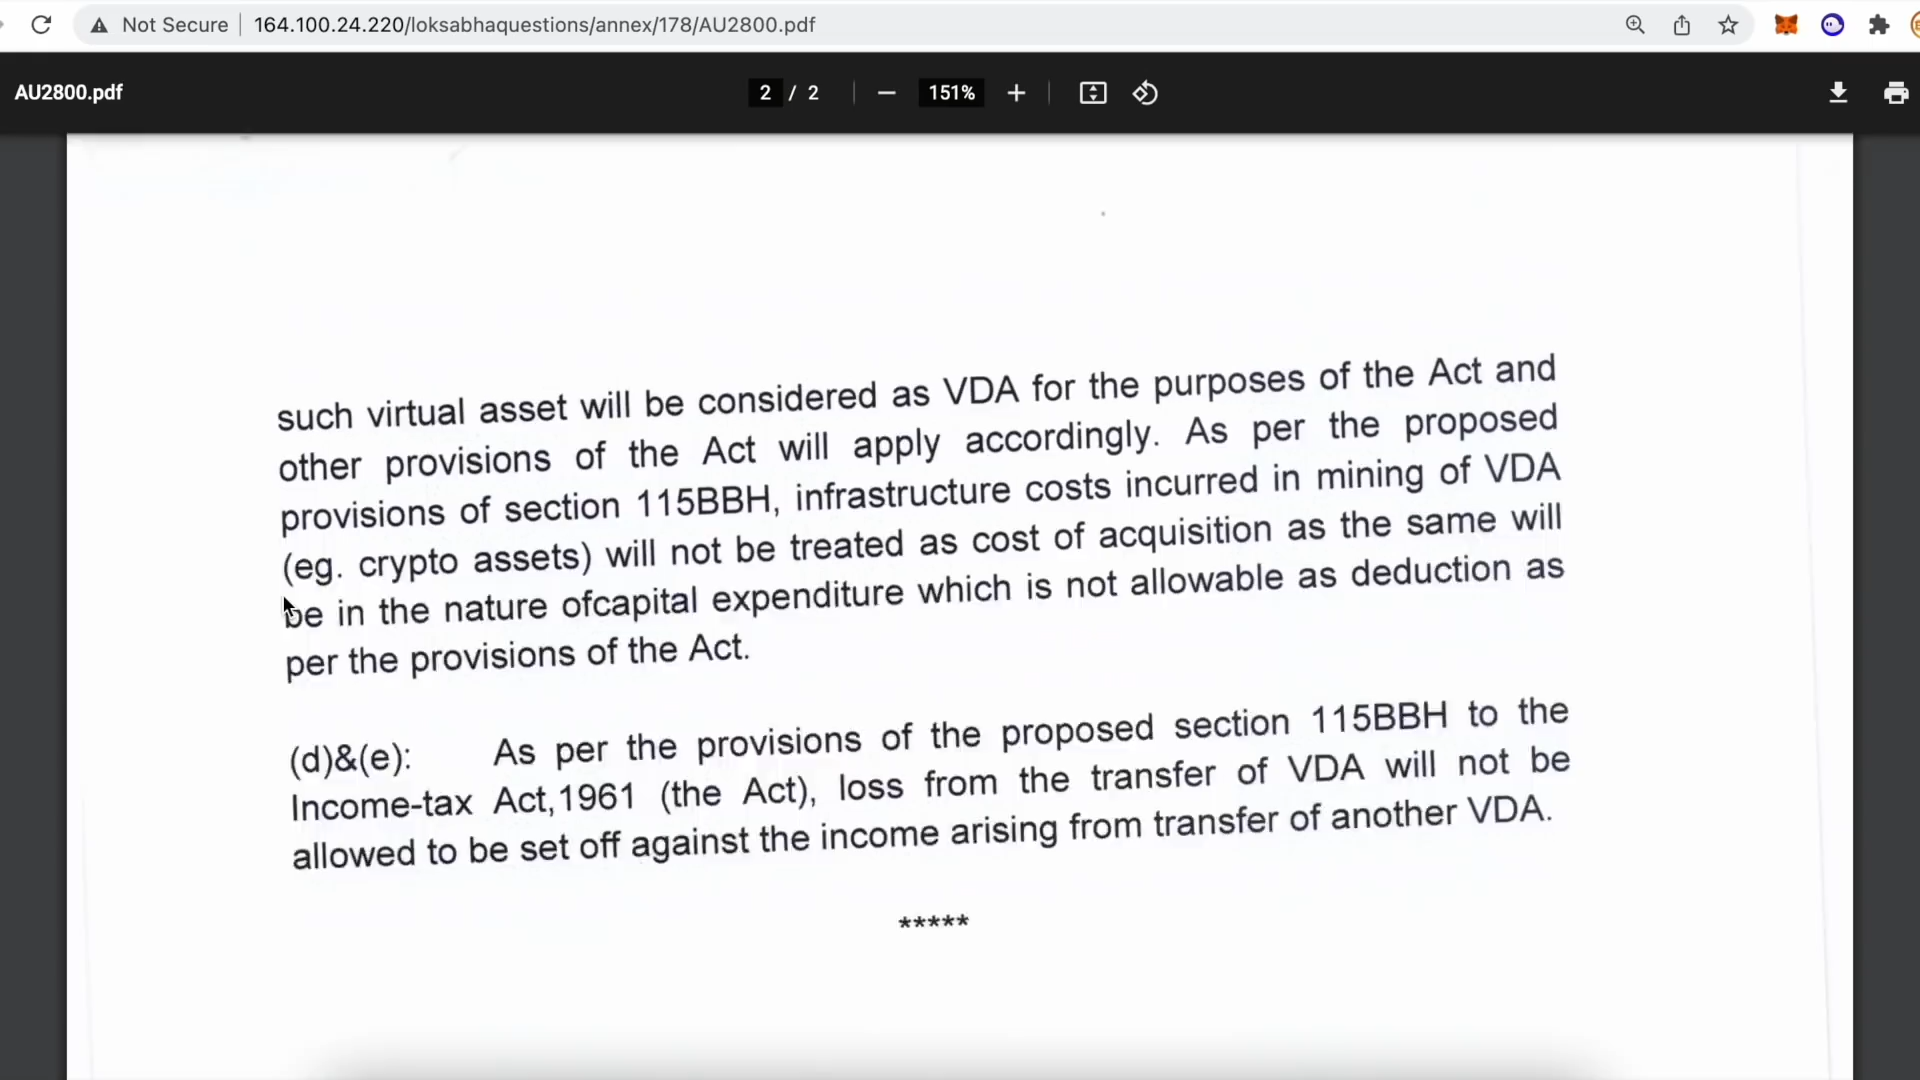 Not Secure 164.100.24.220/loksabhaquestions/annex/178/AU2800.pdf
AU2800.pdf 2 / 2 151%
such virtual asset will be considered as VDA for the purposes of the Act and
other provisions of the Act will apply accordingly. As per the proposed
provisions of section 115BBH, infrastructure costs incurred in mining of VDA
(eg. crypto assets) will not be treated as cost of acquisition as the same will
be in the nature ofcapital expenditure which is not allowable as deduction as
per the provisions of the Act.
(d)&(e): As per the provisions of the proposed section 115BBH to the
Income-tax Act,1961 (the Act), loss from the transfer of VDA will not be
allowed to be set off against the income arising from transfer of another VDA.
*****